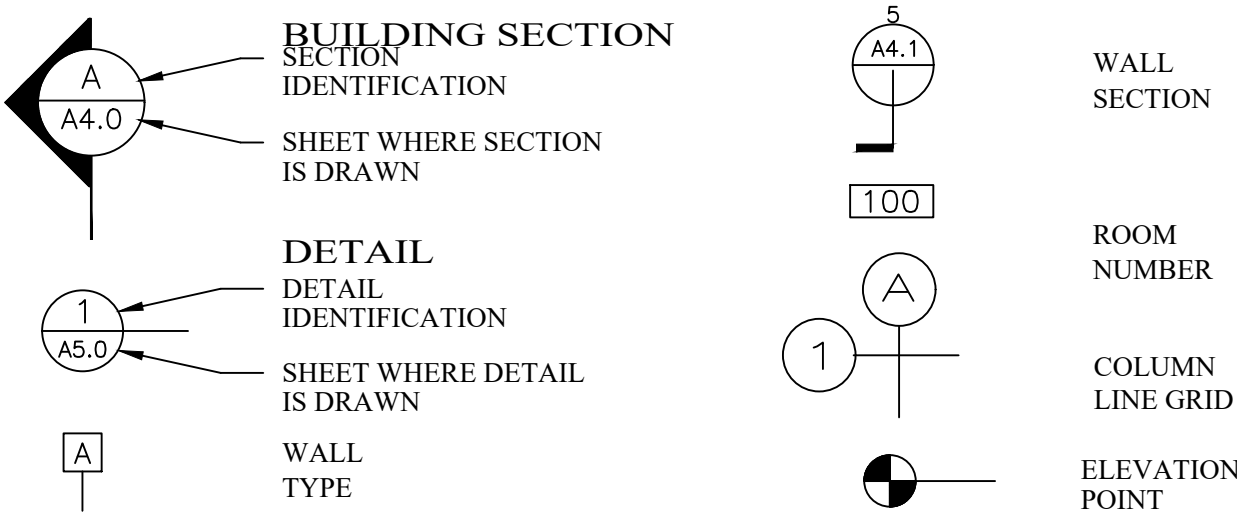 BUILDING SECTION
A
A4.0
SECTION
IDENTIFICATION
SHEET WHERE SECTION
IS DRAWN
DETAIL
1
A5.0
DETAIL
IDENTIFICATION
SHEET WHERE DETAIL
IS DRAWN
A
WALL
TYPE
5
A4.1
WALL
SECTION
100
ROOM
NUMBER
A
1
COLUMN
LINE GRID
ELEVATION
POINT